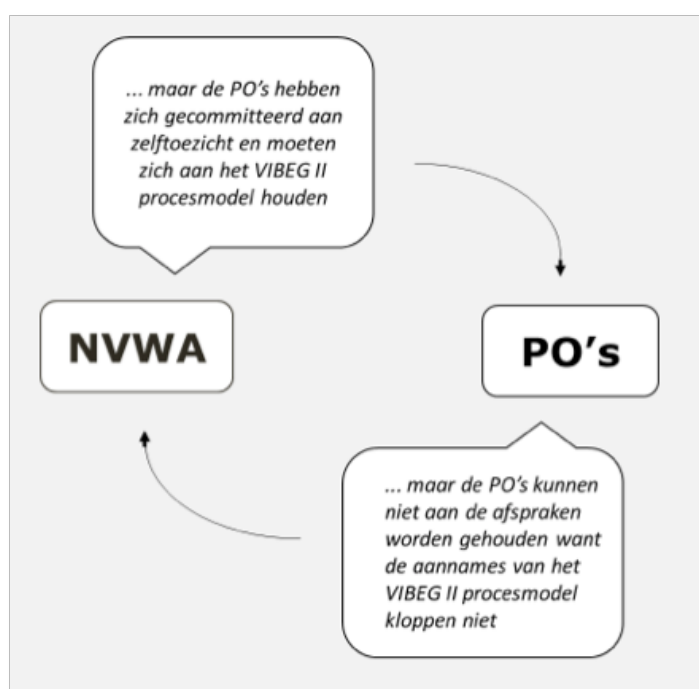 ... maar de PO's hebben
zich gecommitteerd aan
zelftoezicht en moeten
zich aan het VIBEG II
procesmodel houden
NVWA
PO's
... maar de PO's kunnen
niet aan de afspraken
worden gehouden want
de aannames van het
VIBEG II procesmodel
kloppen niet